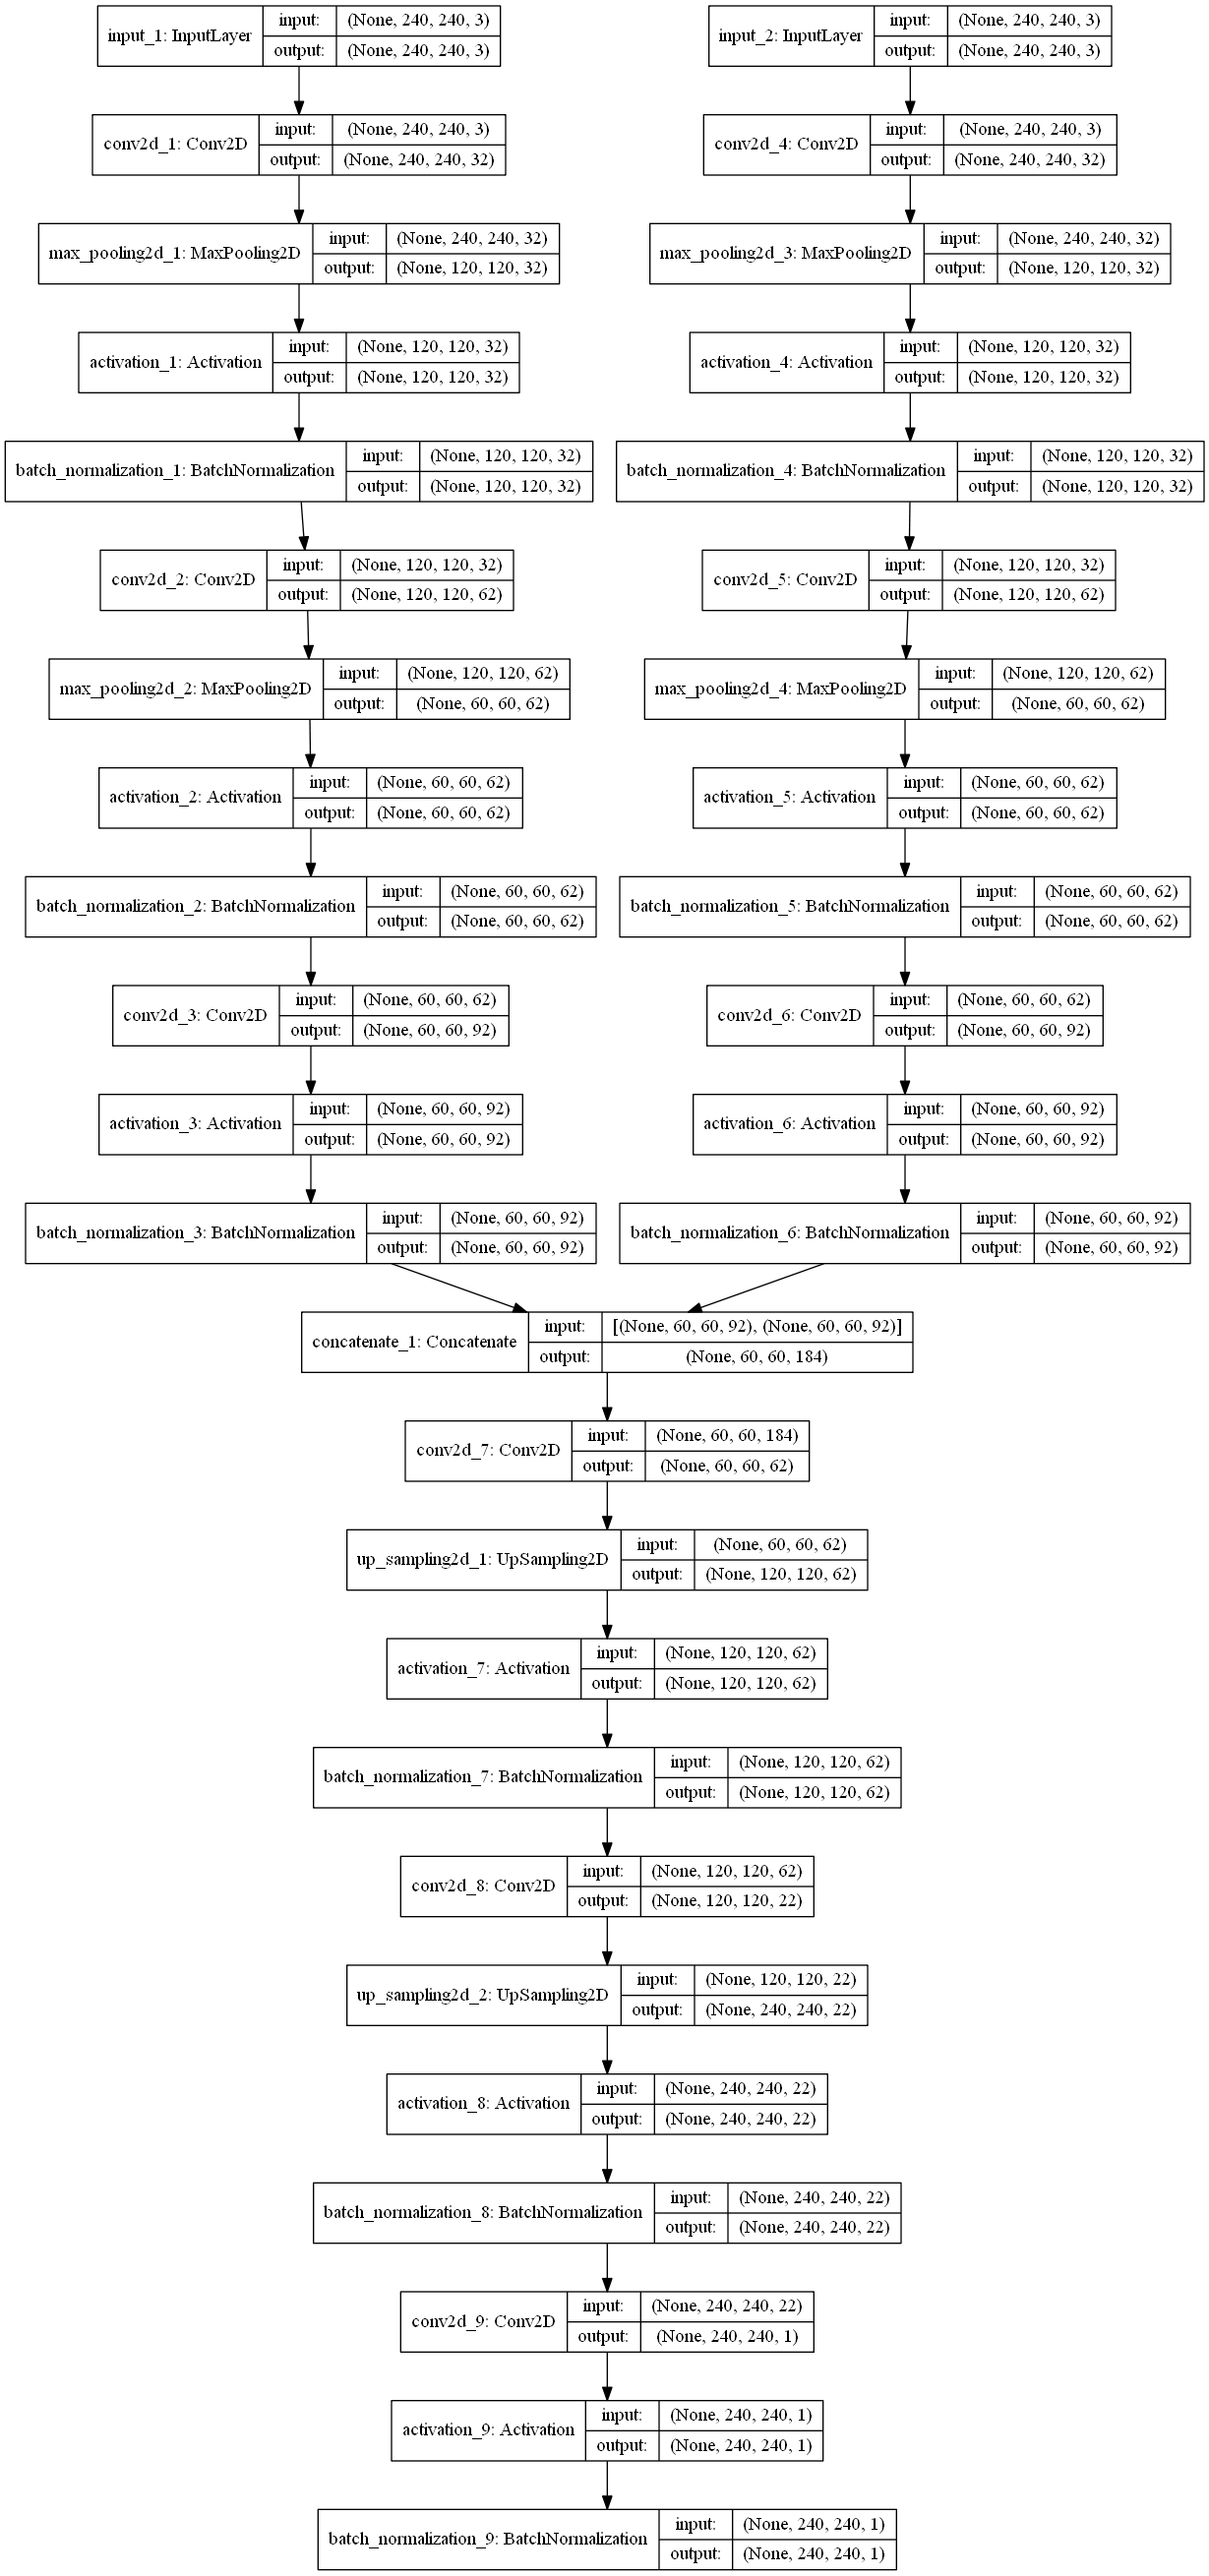 input_1: InputLayer
input: (None, 240, 240, 3)
output: (None, 240, 240, 3)
input_2: InputLayer
input: (None, 240, 240, 3)
output: (None, 240, 240, 3)
conv2d_1: Conv2D
input: (None, 240, 240, 3)
output: (None, 240, 240, 32)
conv2d_4: Conv2D
input: (None, 240, 240, 3)
output: (None, 240, 240, 32)
max_pooling2d_1: MaxPooling2D
input: (None, 240, 240, 32)
output: (None, 120, 120, 32)
max_pooling2d_3: MaxPooling2D
input: (None, 240, 240, 32)
output: (None, 120, 120, 32)
activation_1: Activation
input: (None, 120, 120, 32)
output: (None, 120, 120, 32)
activation_4: Activation
input: (None, 120, 120, 32)
output: (None, 120, 120, 32)
batch_normalization_1: BatchNormalization
input: (None, 120, 120, 32)
output: (None, 120, 120, 32)
batch_normalization_4: BatchNormalization
input: (None, 120, 120, 32)
output: (None, 120, 120, 32)
conv2d_2: Conv2D
input: (None, 120, 120, 32)
output: (None, 120, 120, 62)
conv2d_5: Conv2D
input: (None, 120, 120, 32)
output: (None, 120, 120, 62)
max_pooling2d_2: MaxPooling2D
input: (None, 120, 120, 62)
output: (None, 60, 60, 62)
max_pooling2d_4: MaxPooling2D
input: (None, 120, 120, 62)
output: (None, 60, 60, 62)
activation_2: Activation
input: (None, 60, 60, 62)
output: (None, 60, 60, 62)
activation_5: Activation
input: (None, 60, 60, 62)
output: (None, 60, 60, 62)
batch_normalization_2: BatchNormalization
input: (None, 60, 60, 62)
output: (None, 60, 60, 62)
batch_normalization_5: BatchNormalization
input: (None, 60, 60, 62)
output: (None, 60, 60, 62)
conv2d_3: Conv2D
input: (None, 60, 60, 62)
output: (None, 60, 60, 92)
conv2d_6: Conv2D
input: (None, 60, 60, 62)
output: (None, 60, 60, 92)
activation_3: Activation
input: (None, 60, 60, 92)
output: (None, 60, 60, 92)
activation_6: Activation
input: (None, 60, 60, 92)
output: (None, 60, 60, 92)
batch_normalization_3: BatchNormalization
input: (None, 60, 60, 92)
output: (None, 60, 60, 92)
batch_normalization_6: BatchNormalization
input: (None, 60, 60, 92)
output: (None, 60, 60, 92)
concatenate_1: Concatenate
input: [(None, 60, 60, 92), (None, 60, 60, 92)]
output: (None, 60, 60, 184)
conv2d_7: Conv2D
input: (None, 60, 60, 184)
output: (None, 60, 60, 62)
up_sampling2d_1: UpSampling2D
input: (None, 60, 60, 62)
output: (None, 120, 120, 62)
activation_7: Activation
input: (None, 120, 120, 62)
output: (None, 120, 120, 62)
batch_normalization_7: BatchNormalization
input: (None, 120, 120, 62)
output: (None, 120, 120, 62)
conv2d_8: Conv2D
input: (None, 120, 120, 62)
output: (None, 120, 120, 22)
up_sampling2d_2: UpSampling2D
input: (None, 120, 120, 22)
output: (None, 240, 240, 22)
activation_8: Activation
input: (None, 240, 240, 22)
output: (None, 240, 240, 22)
batch_normalization_8: BatchNormalization
input: (None, 240, 240, 22)
output: (None, 240, 240, 22)
conv2d_9: Conv2D
input: (None, 240, 240, 22)
output: (None, 240, 240, 1)
activation_9: Activation
input: (None, 240, 240, 1)
output: (None, 240, 240, 1)
batch_normalization_9: BatchNormalization
input: (None, 240, 240, 1)
output: (None, 240, 240, 1)